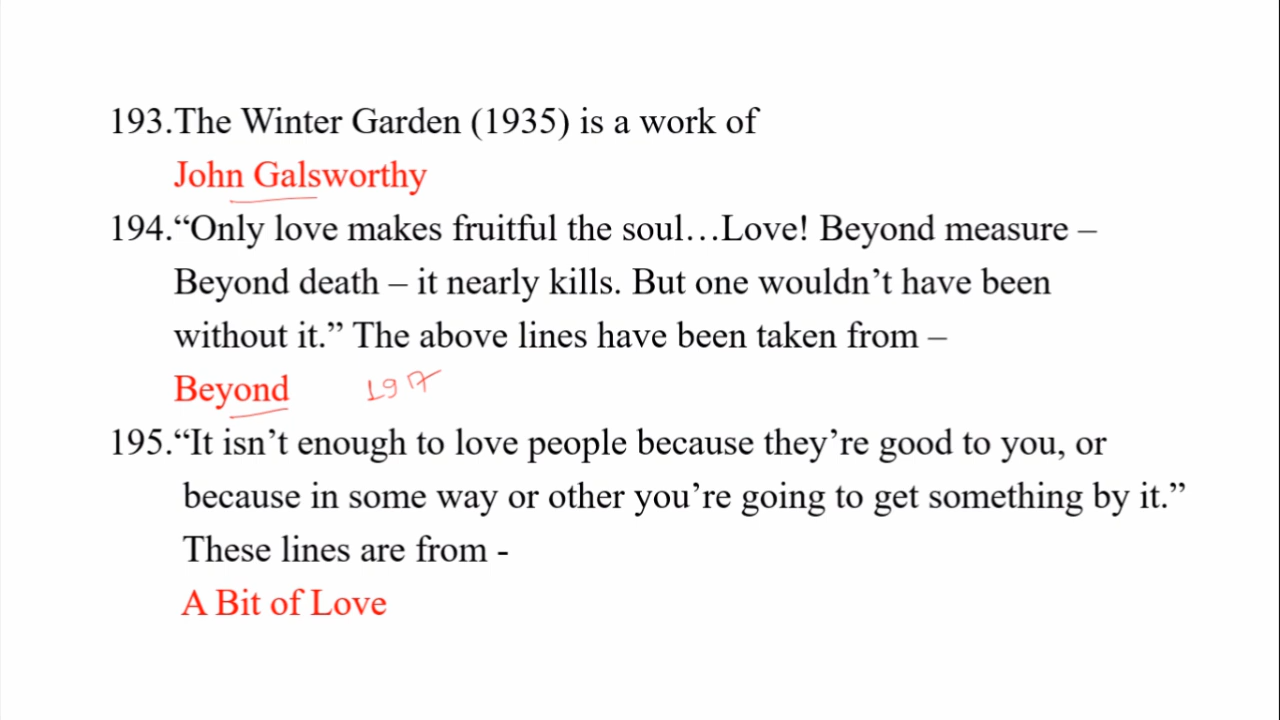 193.The Winter Garden (1935) is a work of
John Galsworthy
194.“Only love makes fruitful the soul…Love! Beyond measure –
Beyond death – it nearly kills. But one wouldn’t have been
without it.” The above lines have been taken from –
Beyond 1917
195.“It isn’t enough to love people because they’re good to you, or
because in some way or other you’re going to get something by it.”
These lines are from -
A Bit of Love